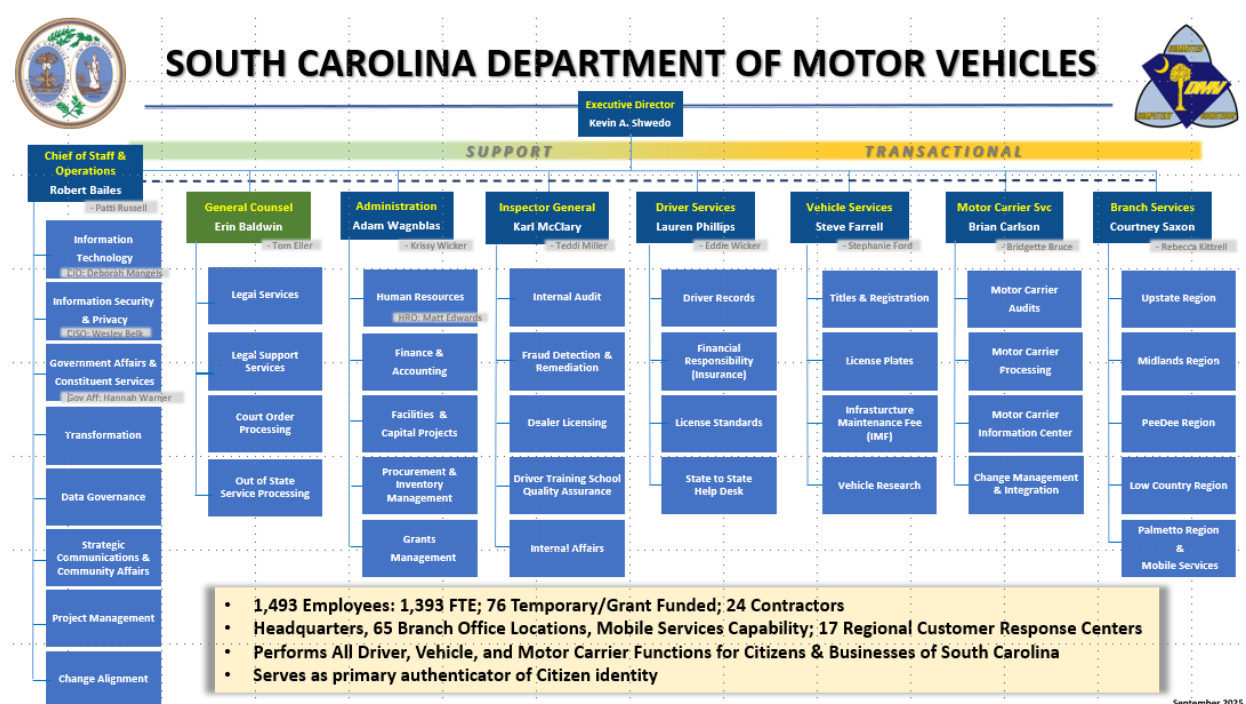 SOUTH CAROLINA DEPARTMENT OF MOTOR VEHICLES
COMMITTED
DMV
COMPETENT
COURTEOUS
Executive Director
Kevin A. Shwedo
SUPPORT
TRANSACTIONAL
Chief of Staff &
Operations
Robert Bailes
- Patti Russell
Information
Technology
CIO: Deborah Mangels
Information Security
& Privacy
CISO: Wesley Belk
Government Affairs &
Constituent Services
Gov Aff: Hannah Warner
Transformation
Data Governance
Strategic
Communications &
Community Affairs
Project Management
Change Alignment
General Counsel
Erin Baldwin
- Tom Eller
Legal Services
Legal Support
Services
Court Order
Processing
Out of State
Service Processing
Administration
Adam Wagnblas
- Krissy Wicker
Human Resources
HRO: Matt Edwards
Finance &
Accounting
Facilities &
Capital Projects
Procurement &
Inventory
Management
Grants
Management
Inspector General
Karl McClary
- Teddi Miller
Internal Audit
Fraud Detection &
Remediation
Dealer Licensing
Driver Training School
Quality Assurance
Internal Affairs
Driver Services
Lauren Phillips
- Eddie Wicker
Driver Records
Financial
Responsibility
(Insurance)
License Standards
State to State
Help Desk
Vehicle Services
Steve Farrell
- Stephanie Ford
Titles & Registration
License Plates
Infrasturcture
Maintenance Fee
(IMF)
Vehicle Research
Motor Carrier Svc
Brian Carlson
- Bridgette Bruce
Motor Carrier
Audits
Motor Carrier
Processing
Motor Carrier
Information Center
Change Management
& Integration
Branch Services
Courtney Saxon
- Rebecca Kittrell
Upstate Region
Midlands Region
PeeDee Region
Low Country Region
Palmetto Region
&
Mobile Services
• 1,493 Employees: 1,393 FTE; 76 Temporary/Grant Funded; 24 Contractors
• Headquarters, 65 Branch Office Locations, Mobile Services Capability; 17 Regional Customer Response Centers
• Performs All Driver, Vehicle, and Motor Carrier Functions for Citizens & Businesses of South Carolina
• Serves as primary authenticator of Citizen identity
September 2025